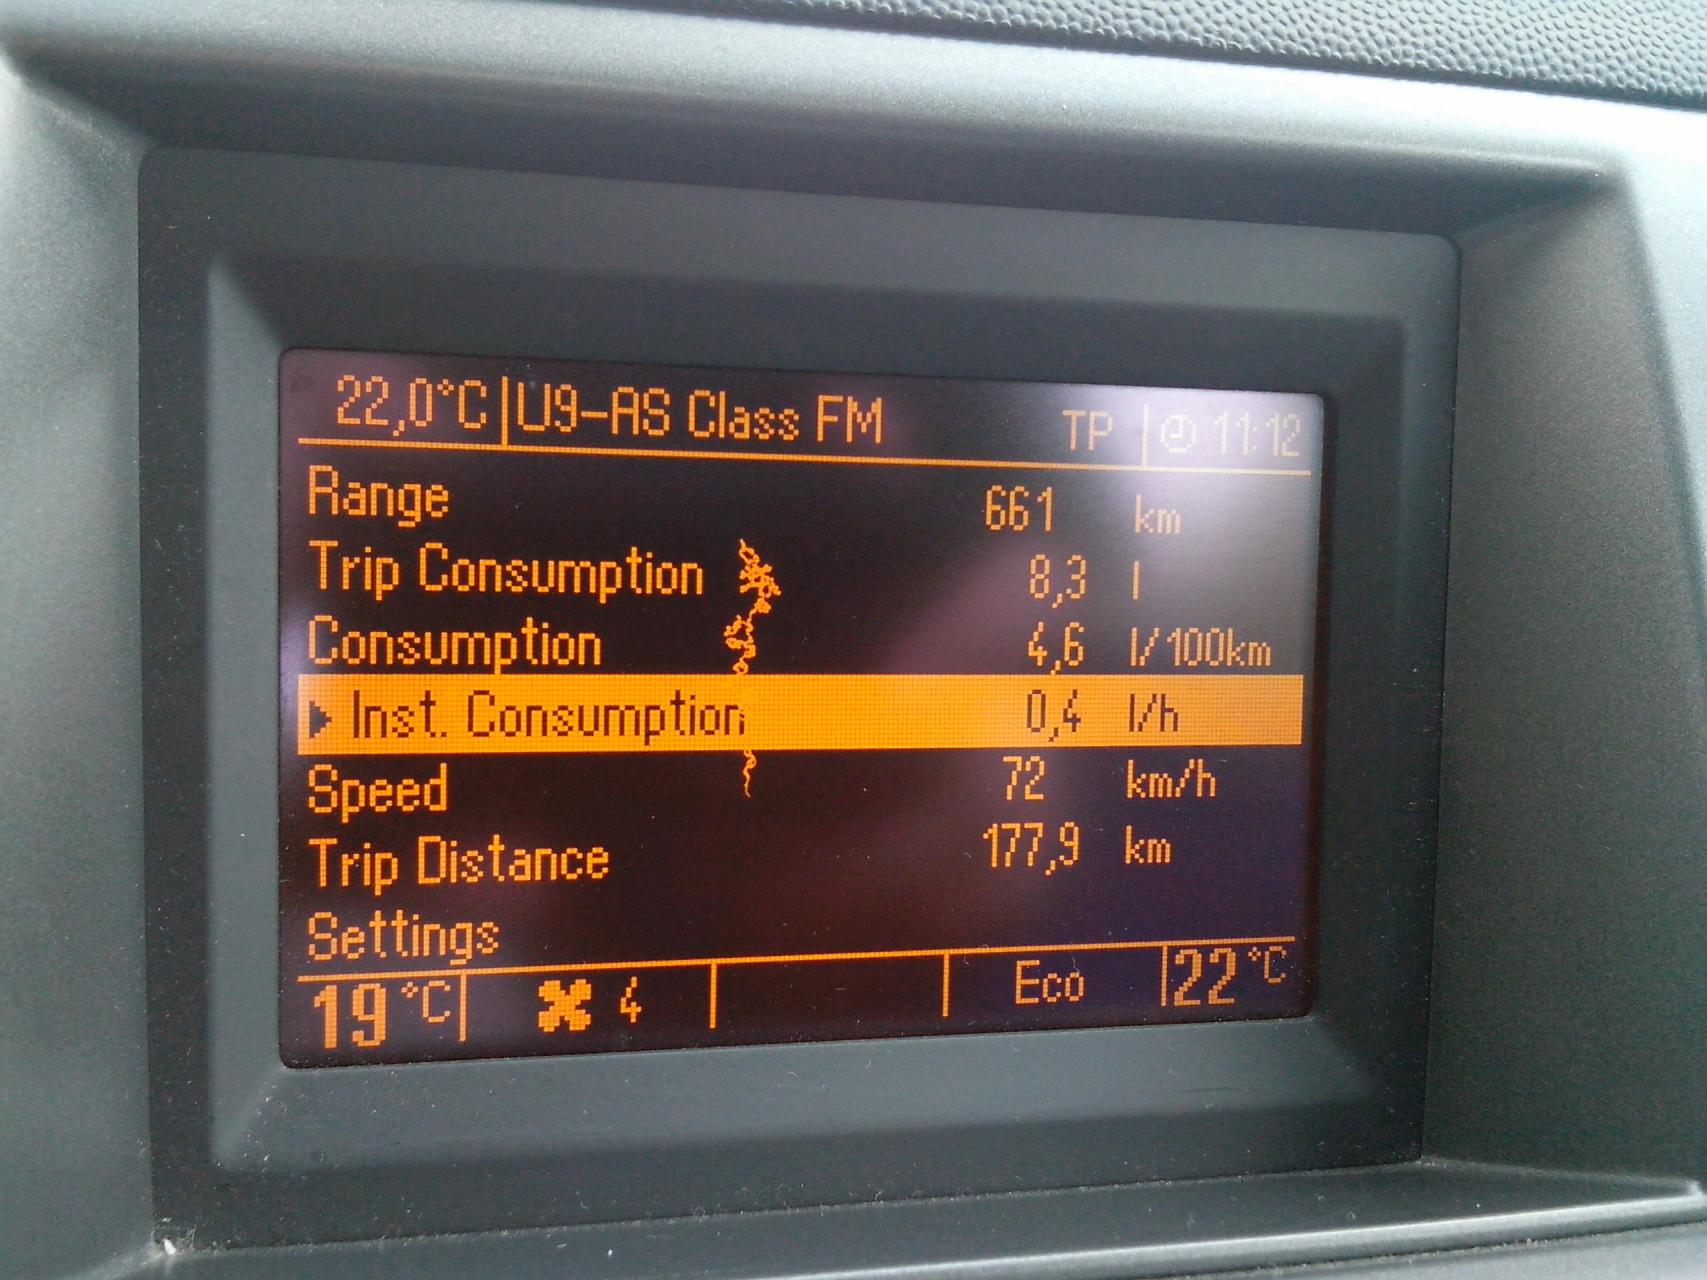 22,0°C U9-AS Class FM TP 11:12
Range 661 km
Trip Consumption 8,3 l
Consumption 4,6 l/100km
Inst. Consumption 0,4 l/h
Speed 72 km/h
Trip Distance 177,9 km
Settings
19 °C 4 Eco 22 °C